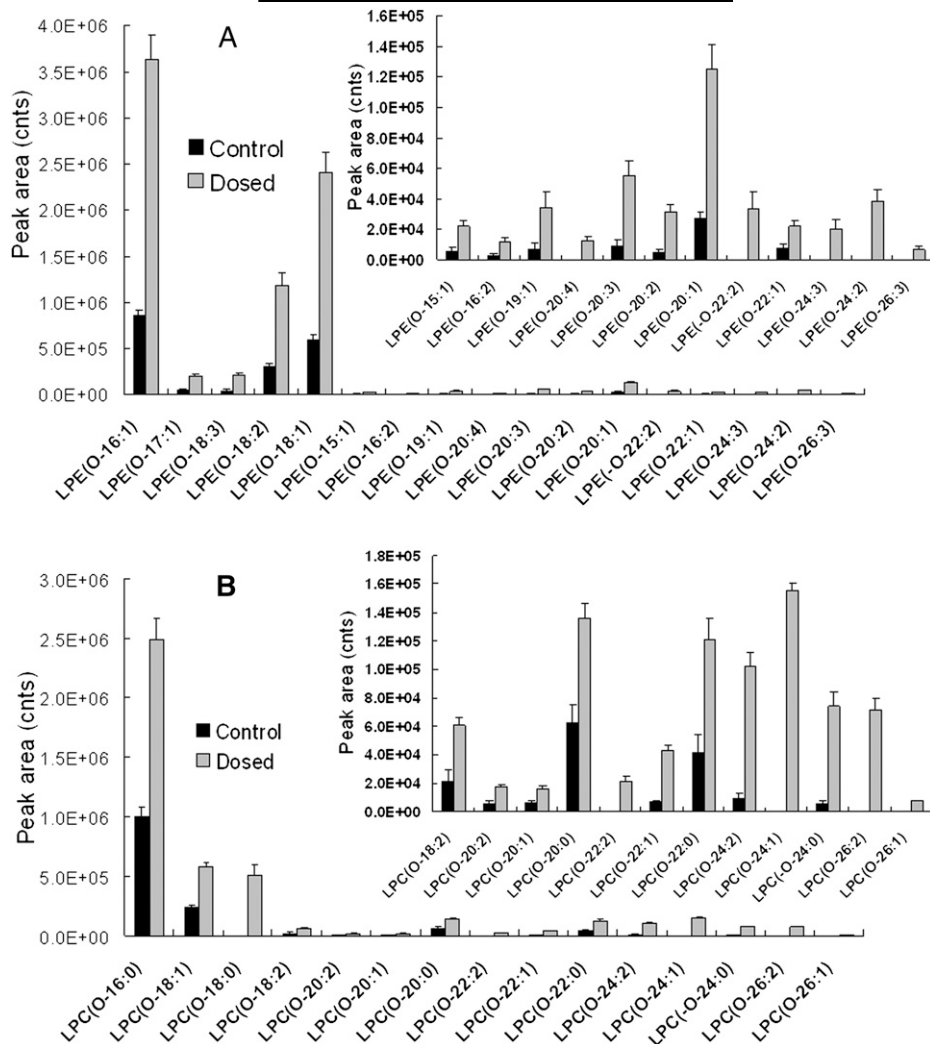 A
Peak area (cnts)
4.0E+06
3.5E+06
3.0E+06
2.5E+06
2.0E+06
1.5E+06
1.0E+06
5.0E+05
0.0E+00
Control
Dosed
LPE(O-16:1)
LPE(O-17:1)
LPE(O-18:3)
LPE(O-18:2)
LPE(O-18:1)
LPE(O-15:1)
LPE(O-16:2)
LPE(O-19:1)
LPE(O-20:4)
LPE(O-20:3)
LPE(O-20:2)
LPE(O-20:1)
LPE(-O-22:2)
LPE(O-22:1)
LPE(O-24:3)
LPE(O-24:2)
LPE(O-26:3)
Peak area (cnts)
1.6E+05
1.4E+05
1.2E+05
1.0E+05
8.0E+04
6.0E+04
4.0E+04
2.0E+04
0.0E+00
LPE(O-15:1)
LPE(O-16:2)
LPE(O-19:1)
LPE(O-20:4)
LPE(O-20:3)
LPE(O-20:2)
LPE(O-20:1)
LPE(-O-22:2)
LPE(O-22:1)
LPE(O-24:3)
LPE(O-24:2)
LPE(O-26:3)
B
Peak area (cnts)
3.0E+06
2.5E+06
2.0E+06
1.5E+06
1.0E+06
5.0E+05
0.0E+00
Control
Dosed
LPC(O-16:0)
LPC(O-18:1)
LPC(O-18:0)
LPC(O-18:2)
LPC(O-20:2)
LPC(O-20:1)
LPC(O-20:0)
LPC(O-22:2)
LPC(O-22:1)
LPC(O-22:0)
LPC(O-24:2)
LPC(O-24:1)
LPC(-O-24:0)
LPC(O-26:2)
LPC(O-26:1)
Peak area (cnts)
1.8E+05
1.6E+05
1.4E+05
1.2E+05
1.0E+05
8.0E+04
6.0E+04
4.0E+04
2.0E+04
0.0E+00
LPC(O-18:2)
LPC(O-20:2)
LPC(O-20:1)
LPC(O-20:0)
LPC(O-22:2)
LPC(O-22:1)
LPC(O-22:0)
LPC(O-24:2)
LPC(O-24:1)
LPC(-O-24:0)
LPC(O-26:2)
LPC(O-26:1)